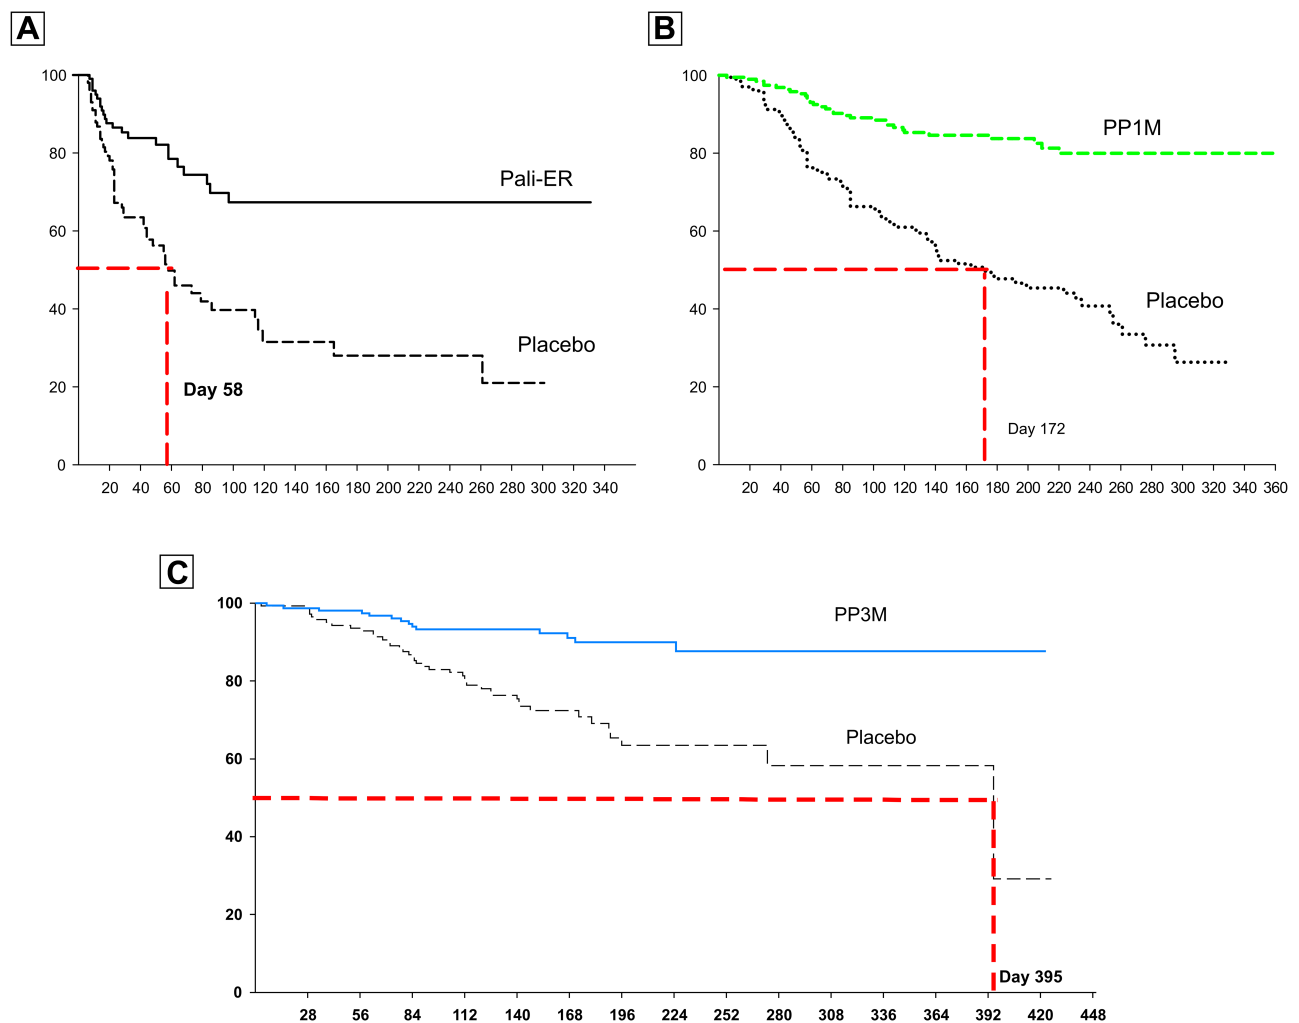 A
100
80
60
40
20
0
Pali-ER
Placebo
Day 58
20 40 60 80 100 120 140 160 180 200 220 240 260 280 300 320 340
B
100
80
60
40
20
0
PP1M
Placebo
Day 172
20 40 60 80 100 120 140 160 180 200 220 240 260 280 300 320 340 360
C
100
80
60
40
20
0
PP3M
Placebo
Day 395
28 56 84 112 140 168 196 224 252 280 308 336 364 392 420 448